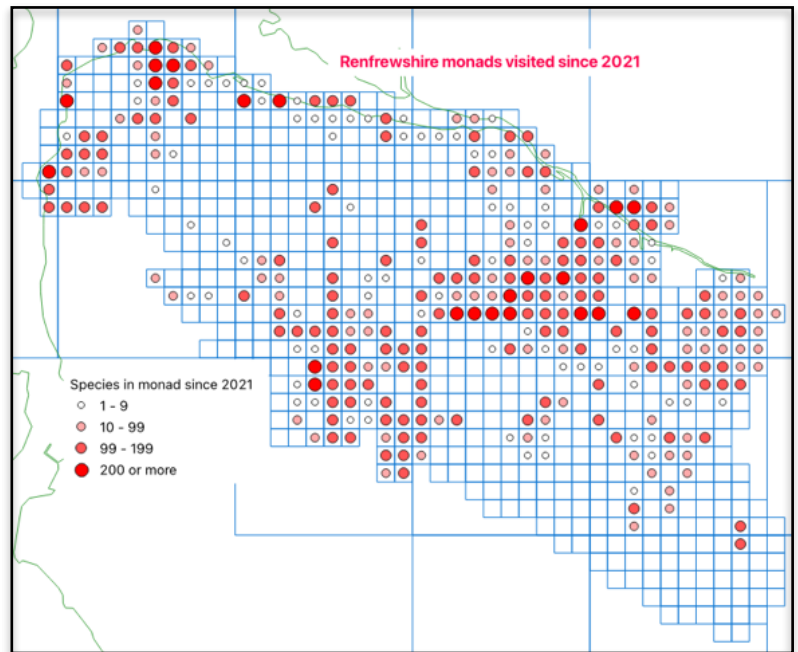 Renfrewshire monads visited since 2021
Species in monad since 2021
1 - 9
10 - 99
99 - 199
200 or more